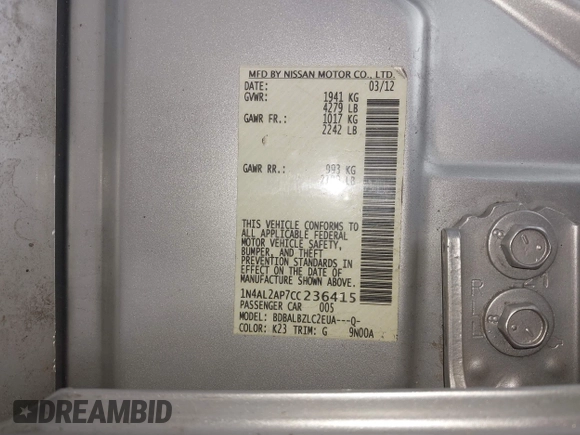 MFD BY NISSAN MOTOR CO., LTD.
DATE: 03/12
GVWR: 1941 KG
4279 LB
GAWR FR.: 1017 KG
2242 LB
GAWR RR.: 993 KG
LB
THIS VEHICLE CONFORMS TO
ALL APPLICABLE FEDERAL
MOTOR VEHICLE SAFETY,
BUMPER, AND THEFT
PREVENTION STANDARDS IN
EFFECT ON THE DATE OF
MANUFACTURE SHOWN ABOVE.
1N4AL2AP7CC236415
PASSENGER CAR 005
MODEL: BDBALBZLC2EUA---Q-
COLOR: K23 TRIM: G 9N00A
DREAMBID